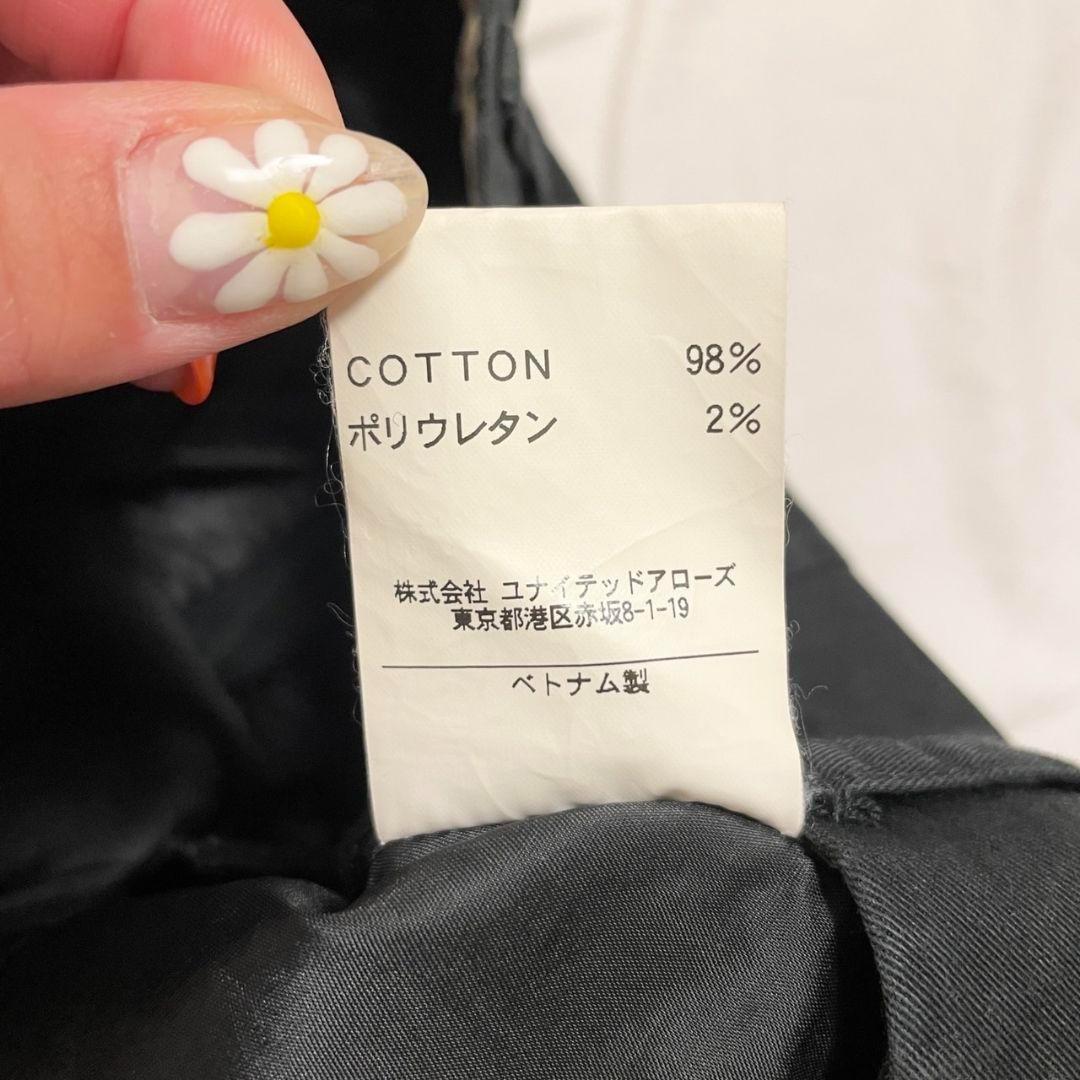 COTTON 98%
ポリウレタン 2%
株式会社 ユナイテッドアローズ
東京都港区赤坂8-1-19
ベトナム製